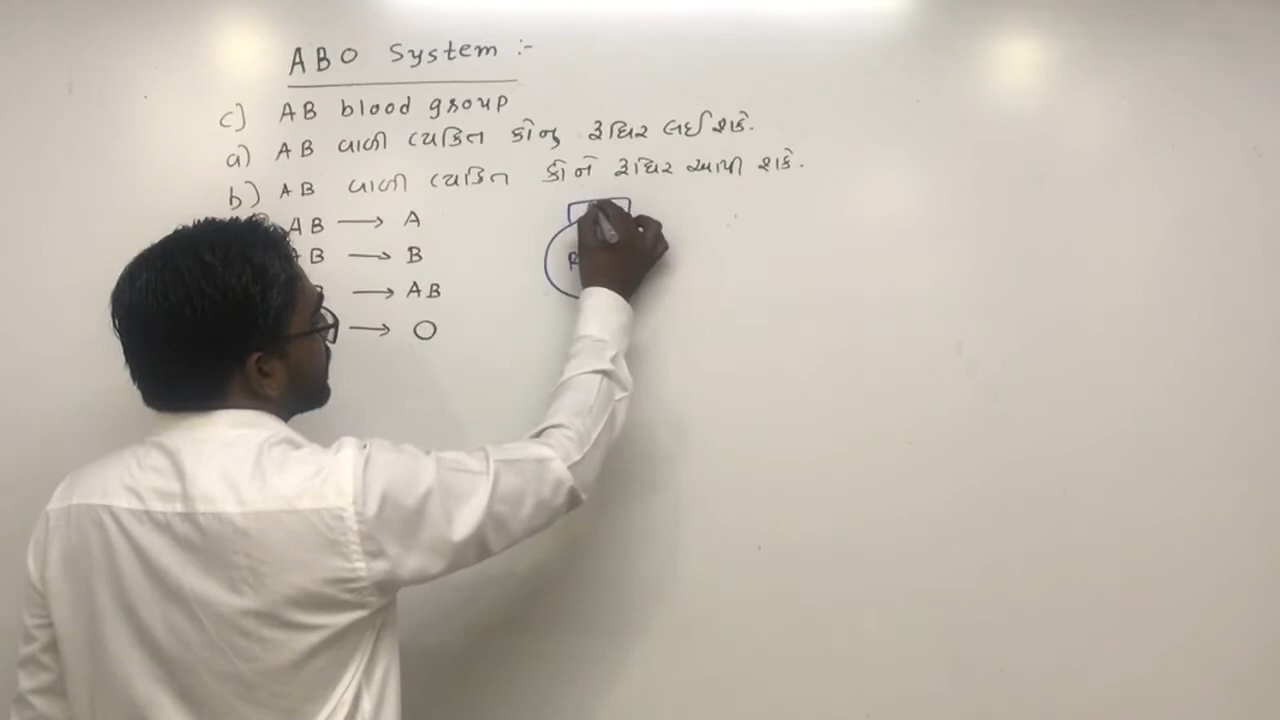 ABO System :-
c) AB blood group
a) AB વાળી વ્યકિત કોનુ રૂધિર લઈ શકે.
b) AB વાળી વ્યકિત કોને રૂધિર આપી શકે.
AB → A
B → B
→ AB
→ O
R